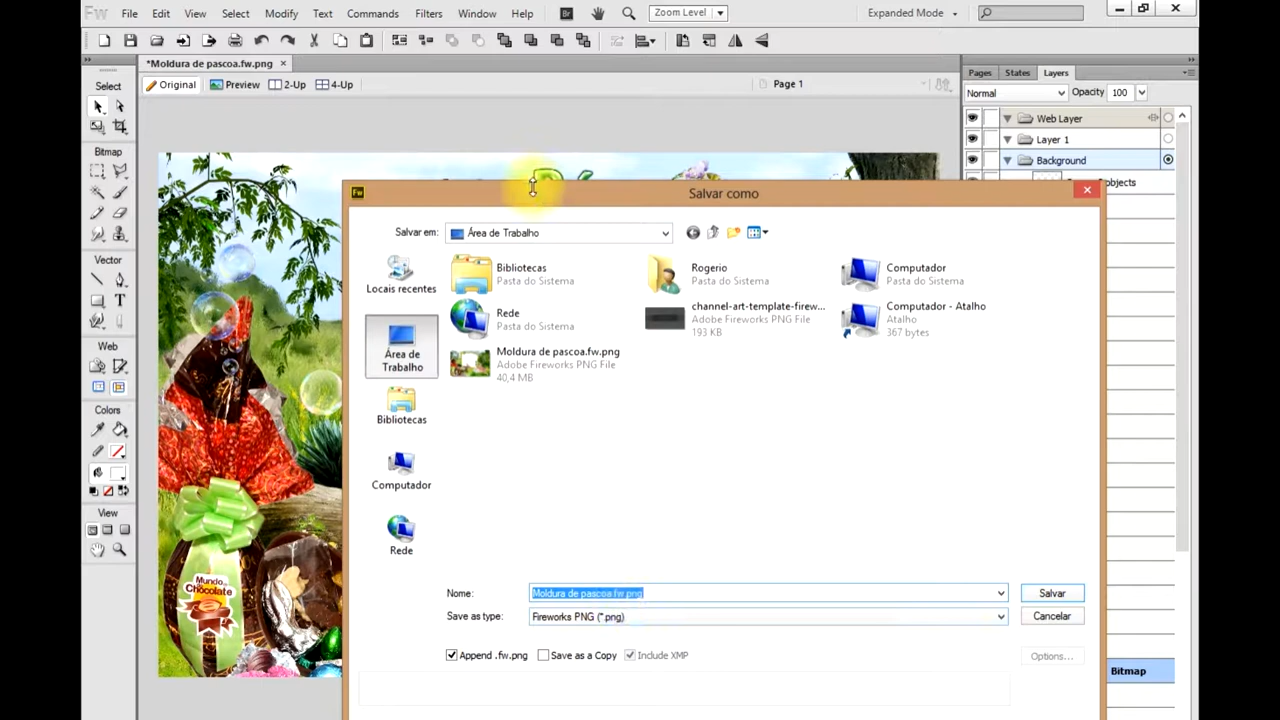 Fw File Edit View Select Modify Text Commands Filters Window Help Br Zoom Level Expanded Mode
*Moldura de pascoa.fw.png
Original Preview 2-Up 4-Up Page 1
Pages States Layers
Normal Opacity 100
Web Layer
Layer 1
Background
Select
Bitmap
Vector
Web
Colors
View
Fw Salvar como
Salvar em: Área de Trabalho
Locais recentes
Área de
Trabalho
Bibliotecas
Computador
Rede
Bibliotecas
Pasta do Sistema
Rogerio
Pasta do Sistema
Computador
Pasta do Sistema
Rede
Pasta do Sistema
channel-art-template-firew...
Adobe Fireworks PNG File
193 KB
Computador - Atalho
Atalho
367 bytes
Moldura de pascoa.fw.png
Adobe Fireworks PNG File
40,4 MB
Nome: Moldura de pascoa.fw.png Salvar
Save as type: Fireworks PNG (*.png) Cancelar
Append .fw.png Save as a Copy Include XMP Options...
Bitmap
Mundo
do
Chocolate